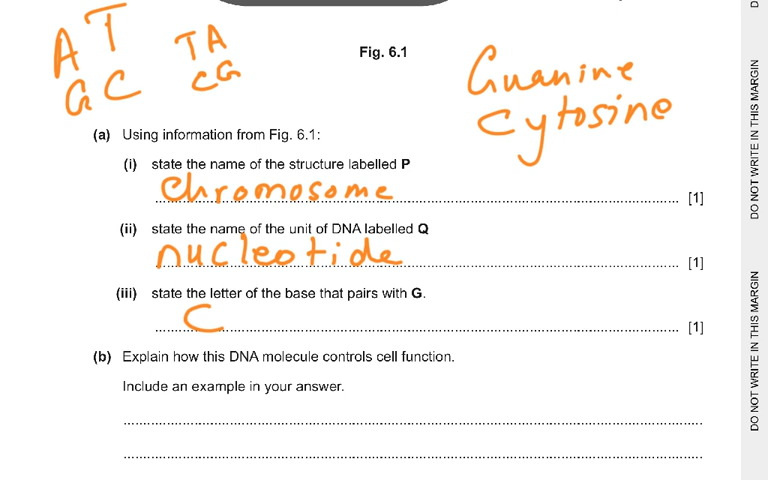 A T T A
G C C G
Fig. 6.1
Guanine
Cytosine
(a) Using information from Fig. 6.1:
(i) state the name of the structure labelled P
Chromosome [1]
(ii) state the name of the unit of DNA labelled Q
nucleotide [1]
(iii) state the letter of the base that pairs with G.
C [1]
(b) Explain how this DNA molecule controls cell function.
Include an example in your answer.
DO NOT WRITE IN THIS MARGIN
DO NOT WRITE IN THIS MARGIN